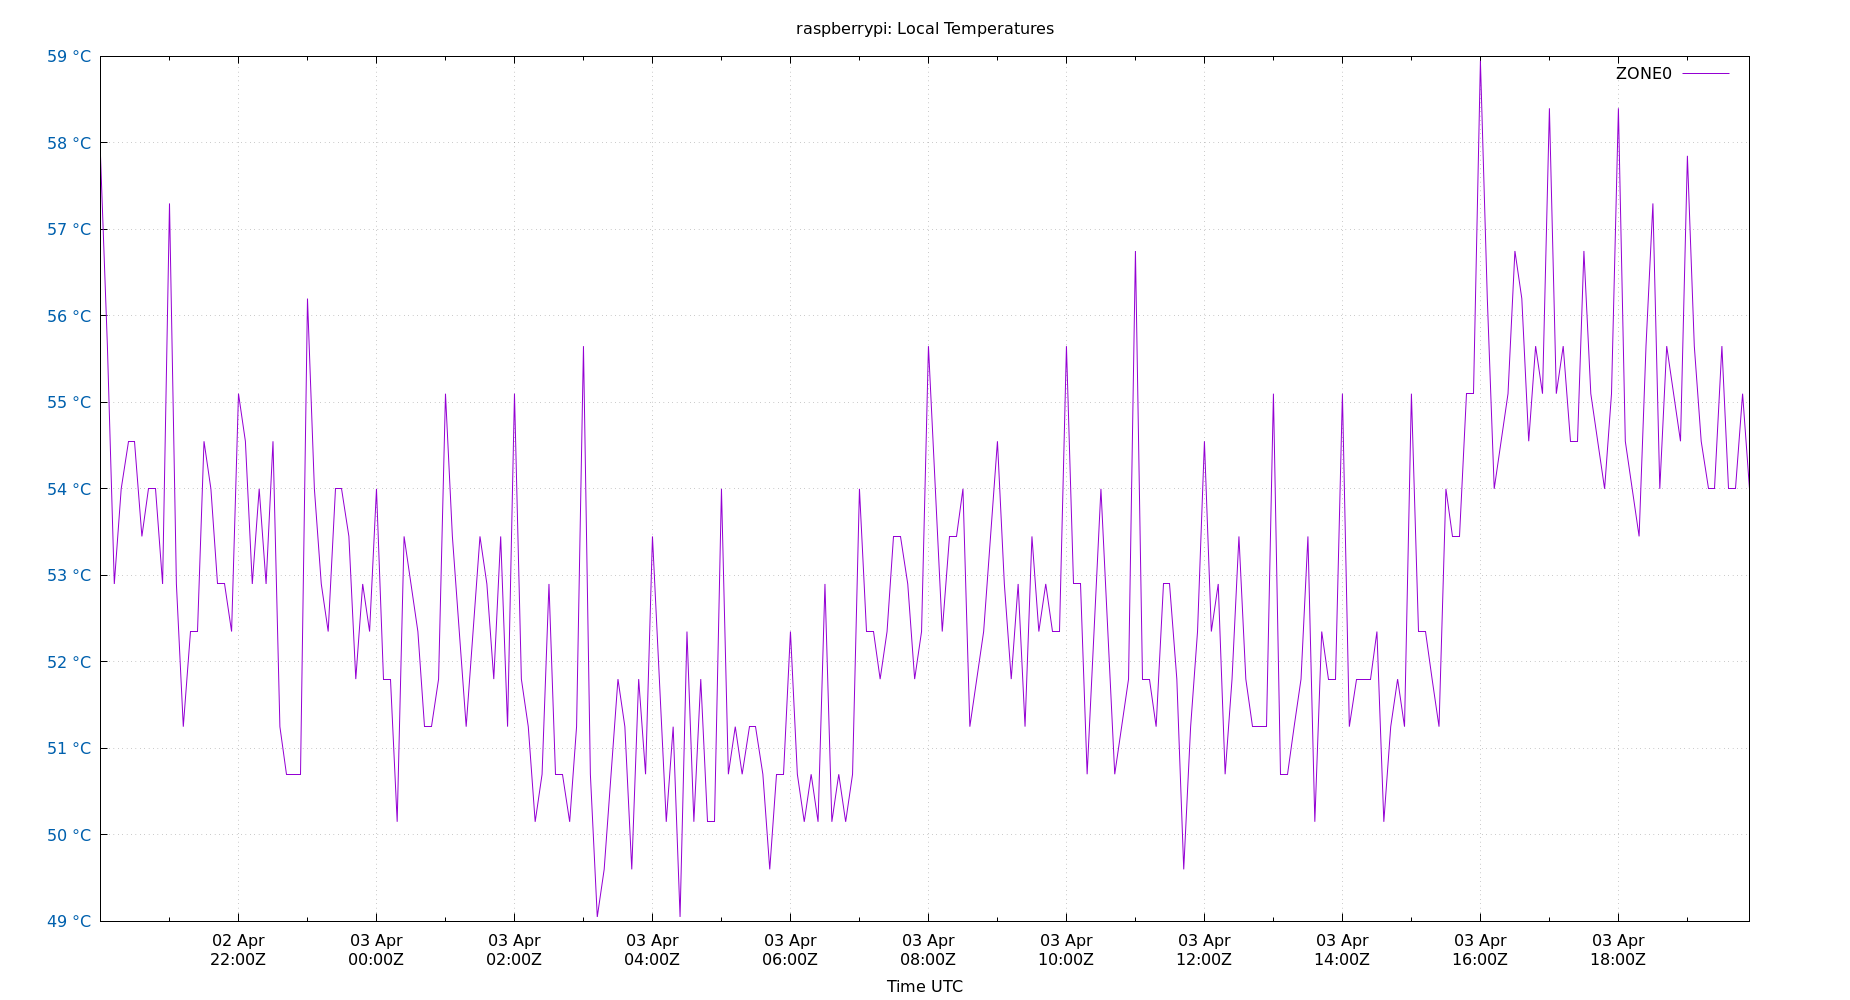 raspberrypi: Local Temperatures
59 °C
ZONE0
58 °C
57 °C
56 °C
55 °C
54 °C
53 °C
52 °C
51 °C
50 °C
49 °C
02 Apr
22:00Z
03 Apr
00:00Z
03 Apr
02:00Z
03 Apr
04:00Z
03 Apr
06:00Z
03 Apr
08:00Z
03 Apr
10:00Z
03 Apr
12:00Z
03 Apr
14:00Z
03 Apr
16:00Z
03 Apr
18:00Z
Time UTC